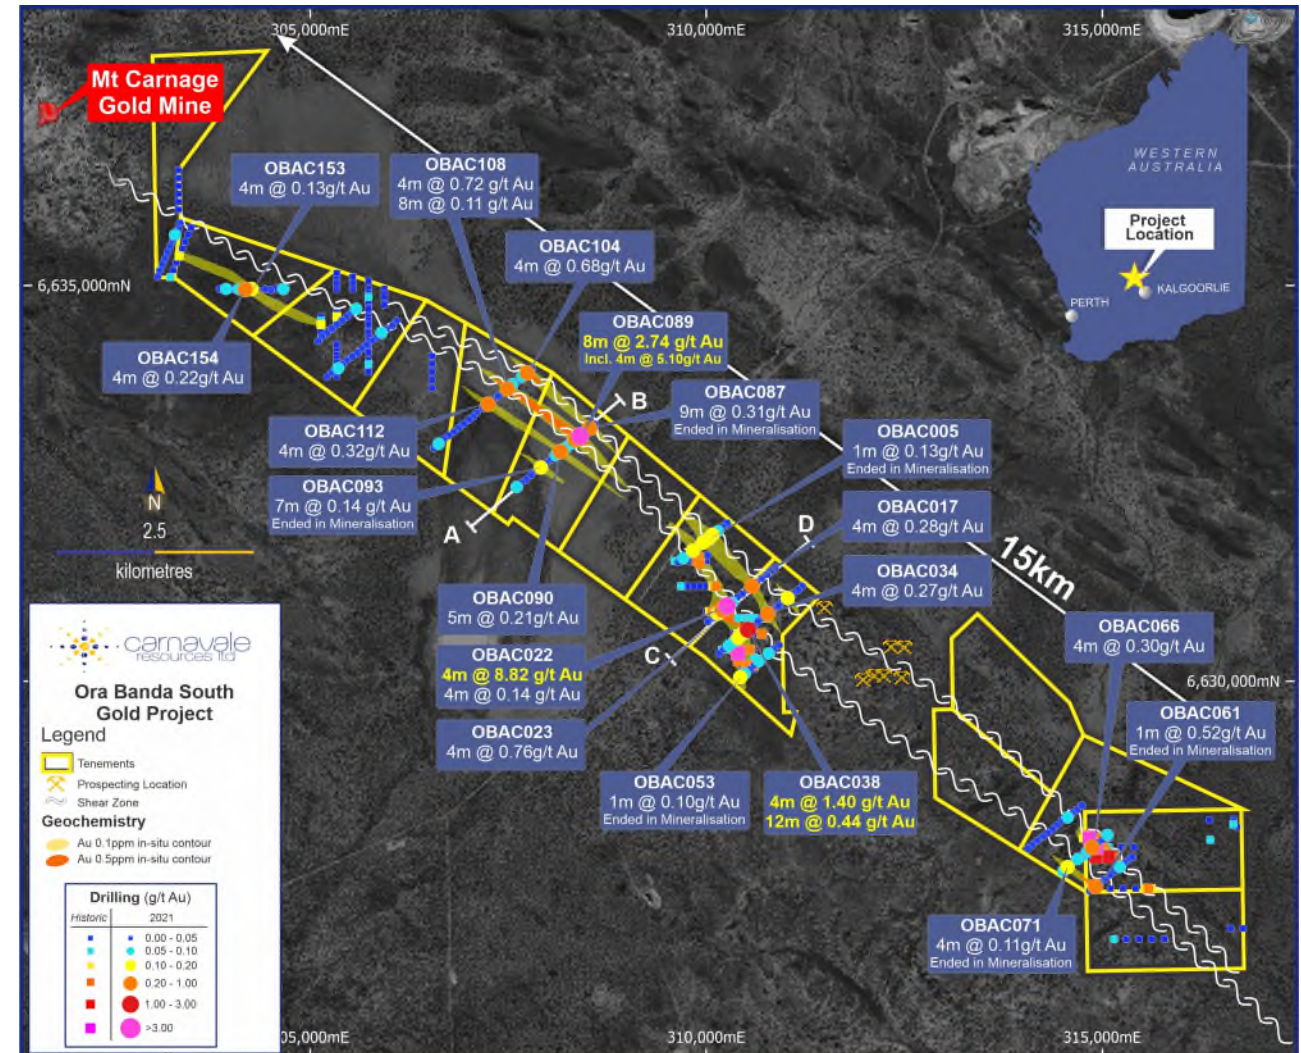 305,000mE
310,000mE
315,000mE
Mt Carnage
Gold Mine
WESTERN
AUSTRALIA
Project
Location
KALGOORLIE
PERTH
OBAC153
4m @ 0.13g/t Au
OBAC108
4m @ 0.72 g/t Au
8m @ 0.11 g/t Au
OBAC104
4m @ 0.68g/t Au
6,635,000mN
OBAC089
8m @ 2.74 g/t Au
Incl. 4m @ 5.10g/t Au
OBAC154
4m @ 0.22g/t Au
OBAC087
9m @ 0.31g/t Au
Ended in Mineralisation
B
OBAC112
4m @ 0.32g/t Au
OBAC005
1m @ 0.13g/t Au
Ended in Mineralisation
OBAC093
7m @ 0.14 g/t Au
Ended in Mineralisation
A
N
2.5
kilometres
OBAC017
4m @ 0.28g/t Au
D
15km
OBAC034
4m @ 0.27g/t Au
OBAC090
5m @ 0.21g/t Au
OBAC022
4m @ 8.82 g/t Au
4m @ 0.14 g/t Au
C
OBAC023
4m @ 0.76g/t Au
OBAC066
4m @ 0.30g/t Au
6,630,000mN
OBAC061
1m @ 0.52g/t Au
Ended in Mineralisation
OBAC053
1m @ 0.10g/t Au
Ended in Mineralisation
OBAC038
4m @ 1.40 g/t Au
12m @ 0.44 g/t Au
OBAC071
4m @ 0.11g/t Au
Ended in Mineralisation
carnavale
resources ltd
Ora Banda South
Gold Project
Legend
Tenements
Prospecting Location
Shear Zone
Geochemistry
Au 0.1ppm in-situ contour
Au 0.5ppm in-situ contour
Drilling (g/t Au)
Historic 2021
0.00 - 0.05
0.05 - 0.10
0.10 - 0.20
0.20 - 1.00
1.00 - 3.00
>3.00
05,000mE
310,000mE
315,000mE